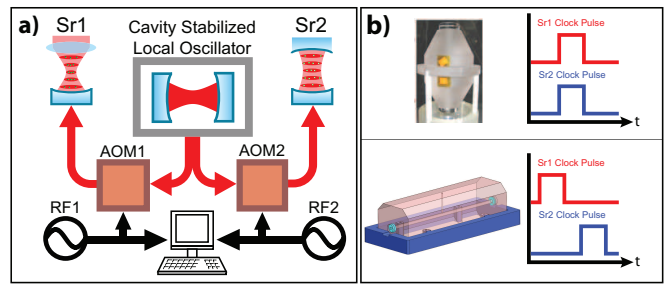 a)
Sr1
Cavity Stabilized
Local Oscillator
Sr2
AOM1
AOM2
RF1
RF2
b)
Sr1 Clock Pulse
Sr2 Clock Pulse
t
Sr1 Clock Pulse
Sr2 Clock Pulse
t